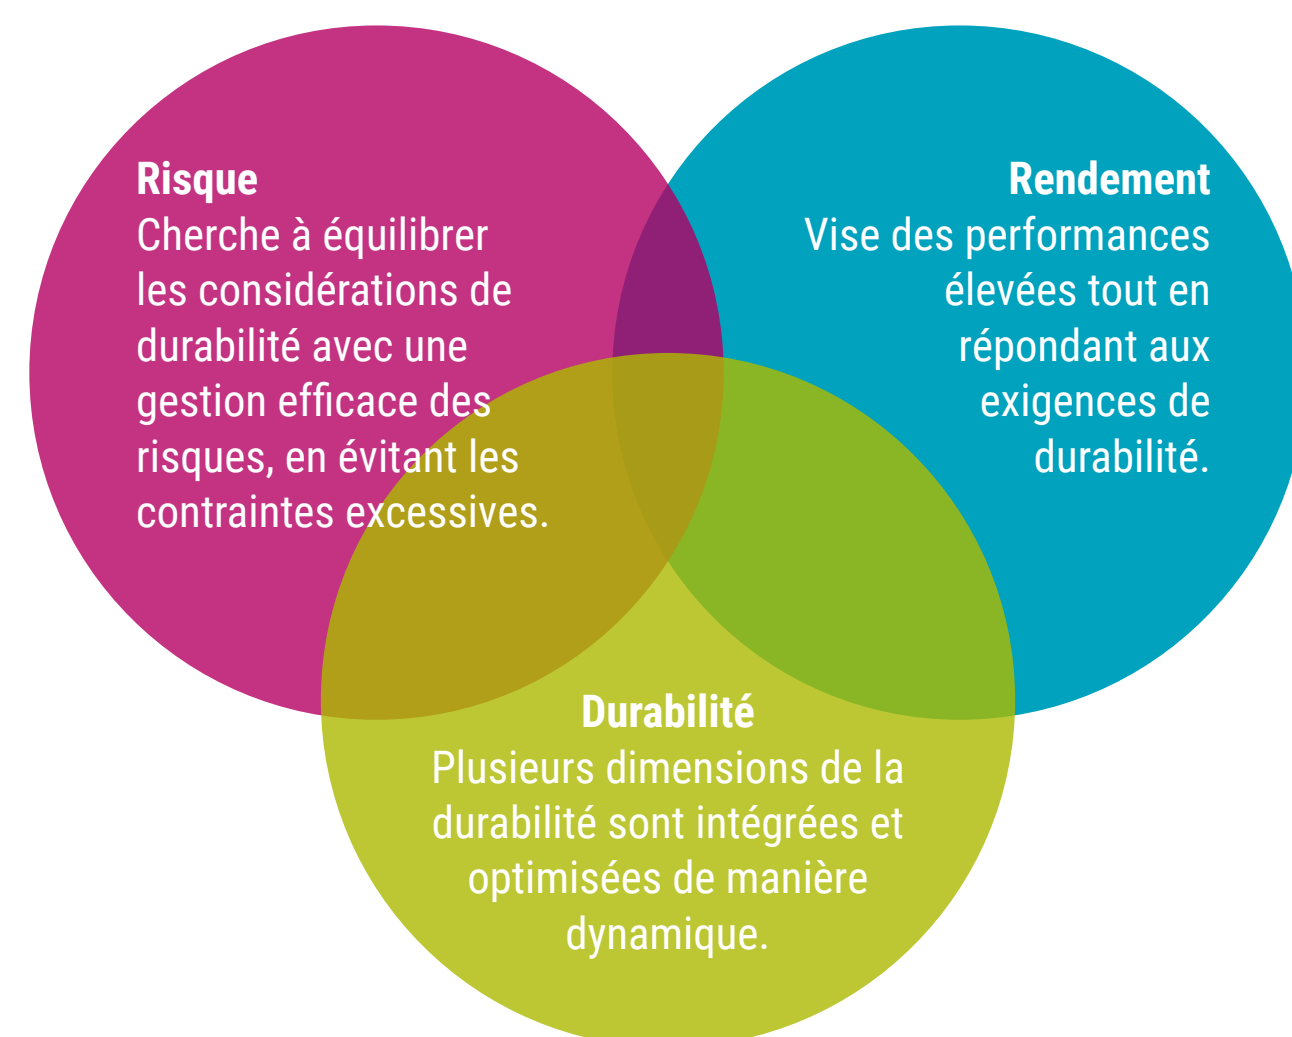 Risque
Cherche à équilibrer
les considérations de
durabilité avec une
gestion efficace des
risques, en évitant les
contraintes excessives.
Rendement
Vise des performances
élevées tout en
répondant aux
exigences de
durabilité.
Durabilité
Plusieurs dimensions de la
durabilité sont intégrées et
optimisées de manière
dynamique.